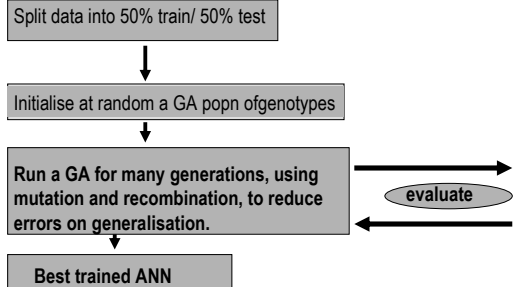 Split data into 50% train/ 50% test
Initialise at random a GA popn ofgenotypes
Run a GA for many generations, using
mutation and recombination, to reduce
errors on generalisation.
evaluate
Best trained ANN